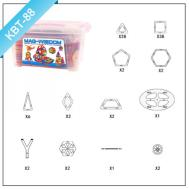 KBT-88
MAG-WISDOM
X38 X38
X2 X2
X6 X2 X2 X1
X2 X2 X1 X2